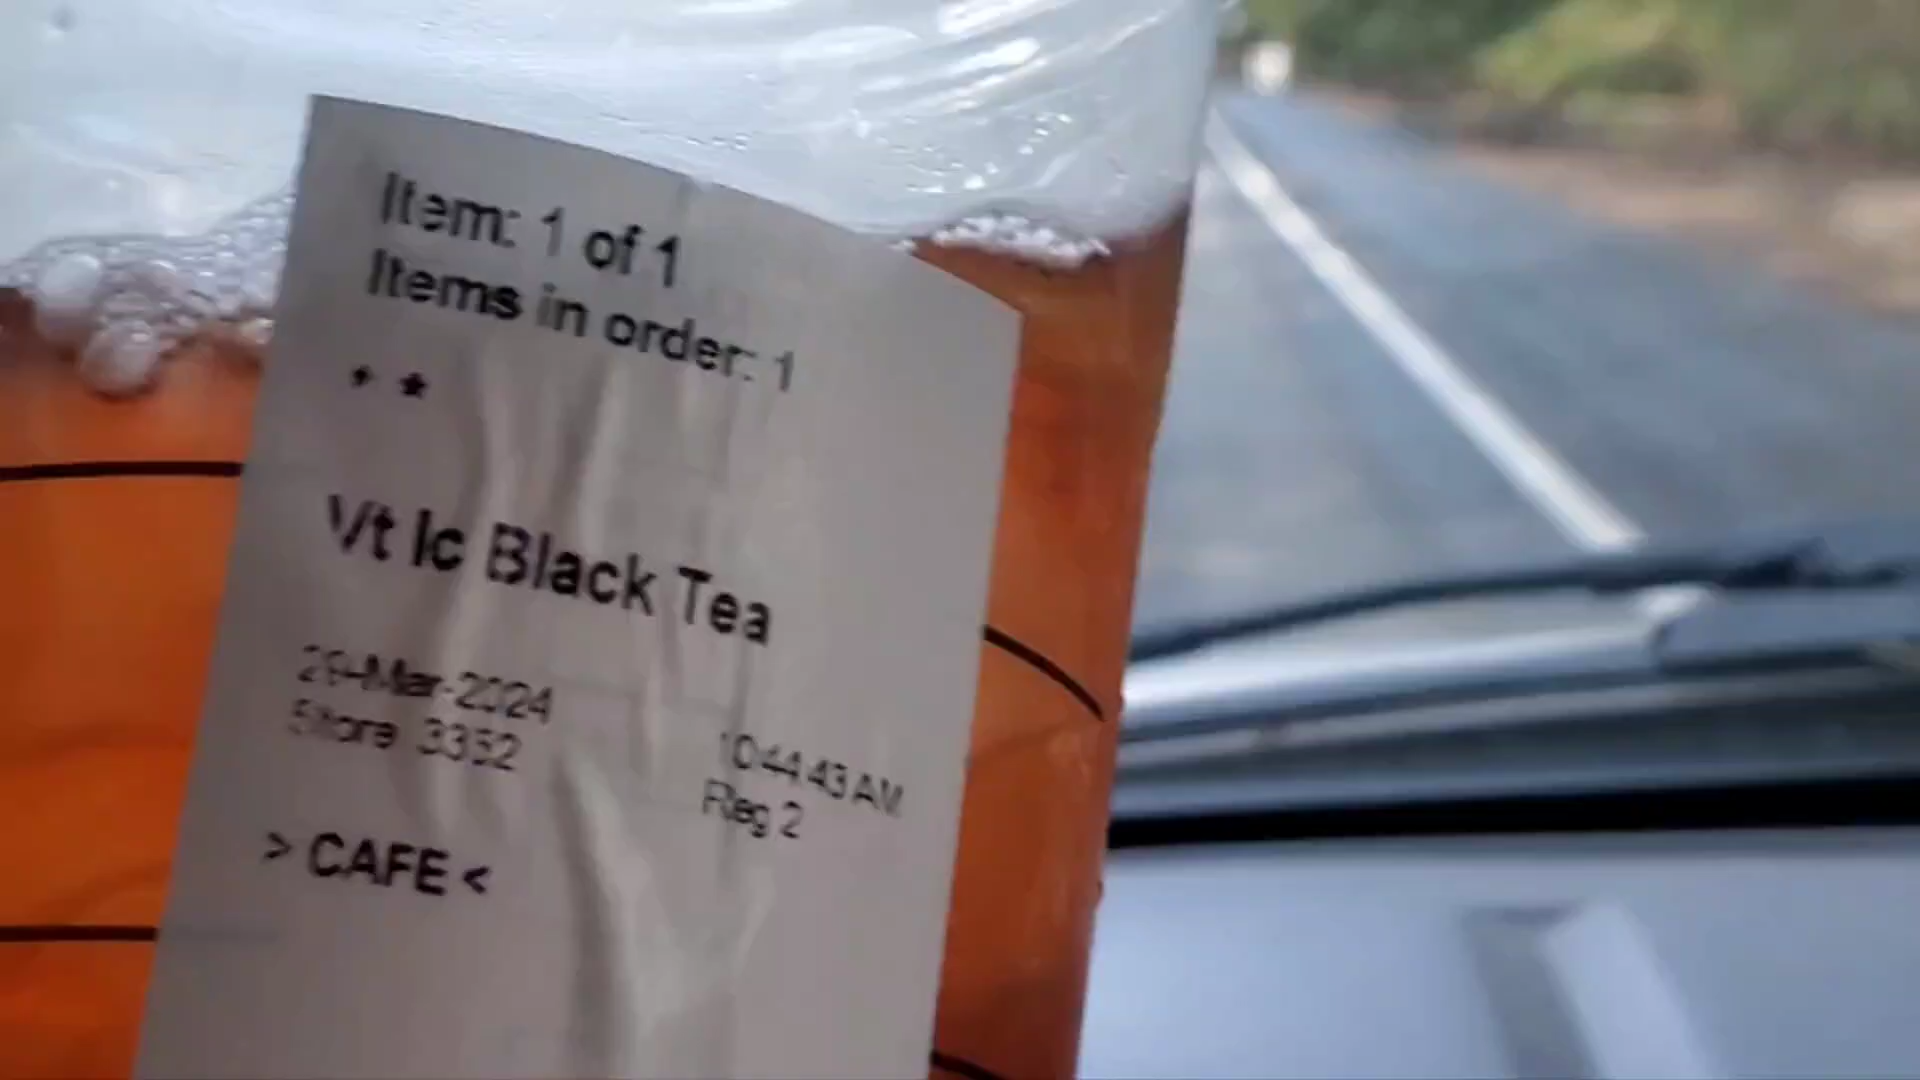 Item: 1 of 1
Items in order: 1
* *
Vt Ic Black Tea
29-Mar-2024
Store 3352
10:44:43 AM
Reg 2
> CAFE <